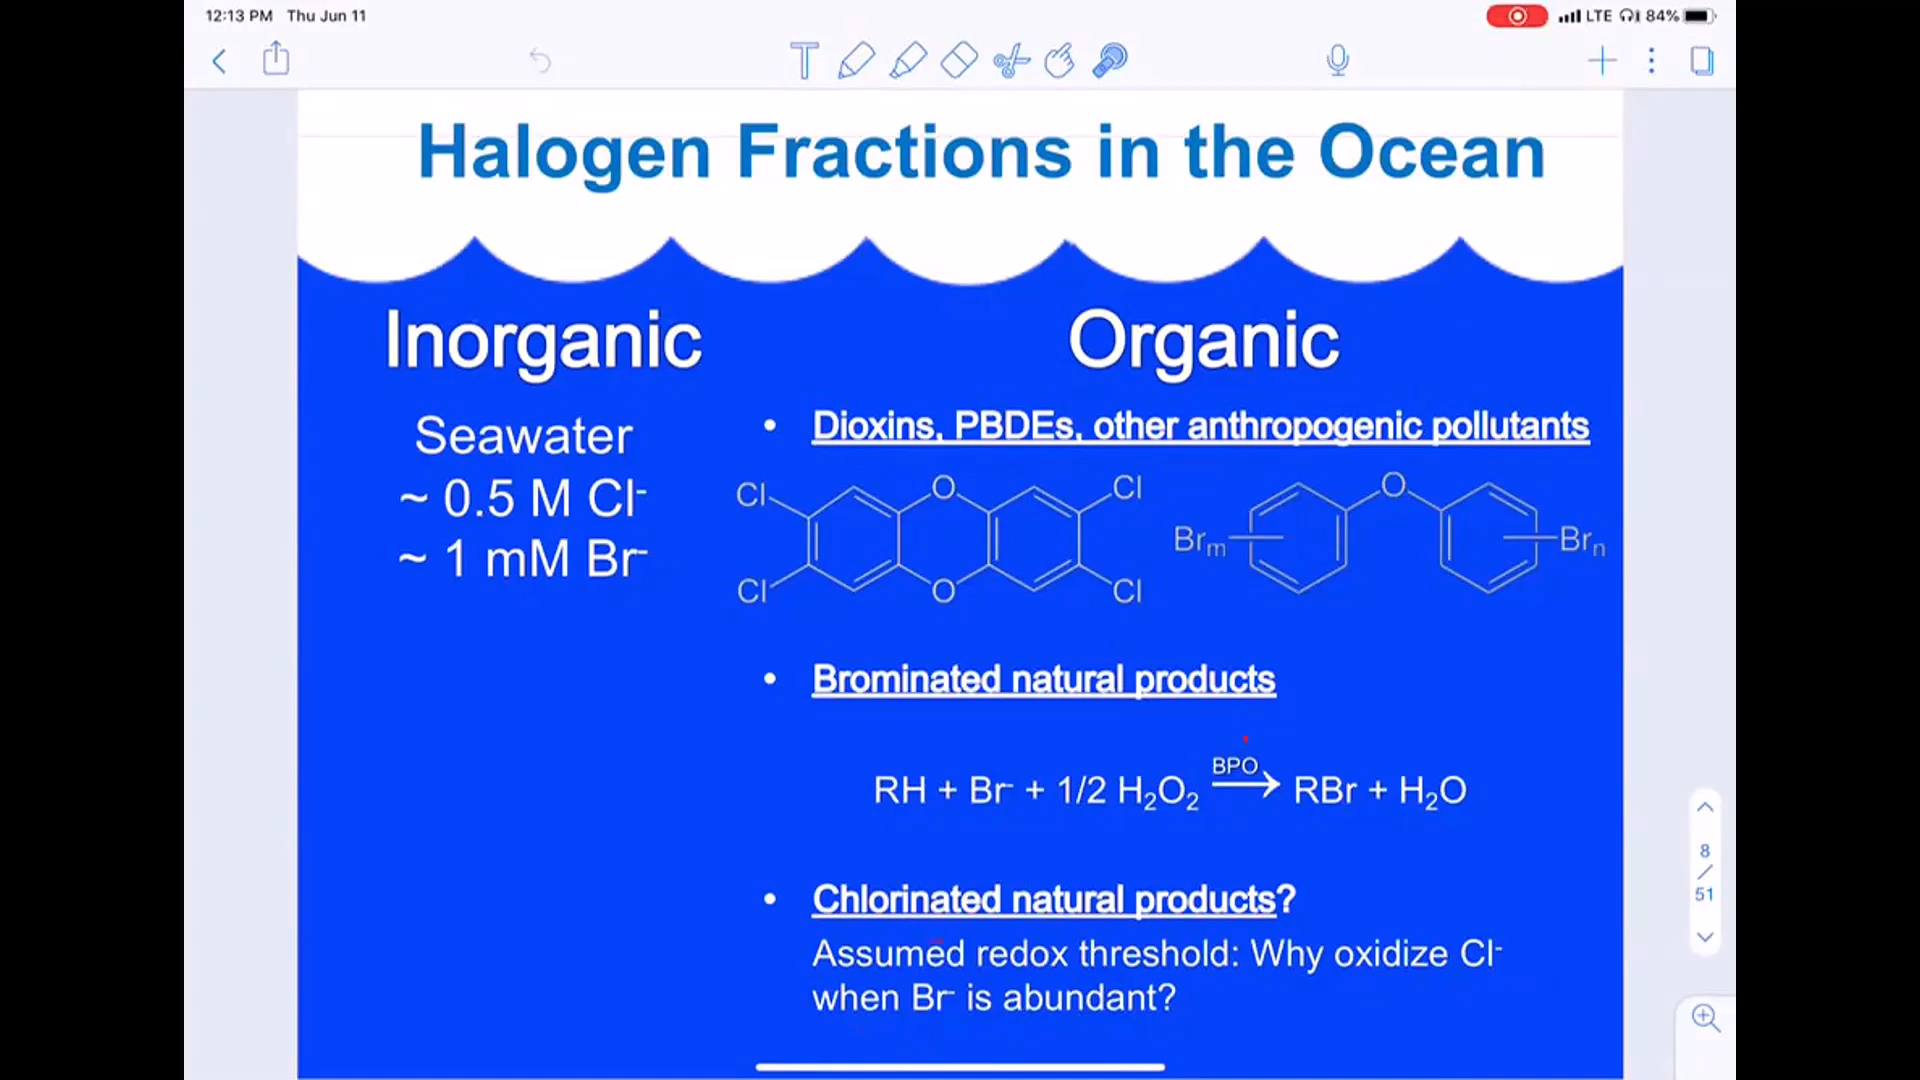 12:13 PM Thu Jun 11
LTE 84%
T
Halogen Fractions in the Ocean
Inorganic
Seawater
~ 0.5 M Cl⁻
~ 1 mM Br⁻
Organic
• Dioxins, PBDEs, other anthropogenic pollutants
Cl O Cl
Cl O Cl
O
Brₘ Brₙ
• Brominated natural products
BPO
RH + Br⁻ + 1/2 H₂O₂ → RBr + H₂O
• Chlorinated natural products?
Assumed redox threshold: Why oxidize Cl⁻
when Br⁻ is abundant?
8
/
51